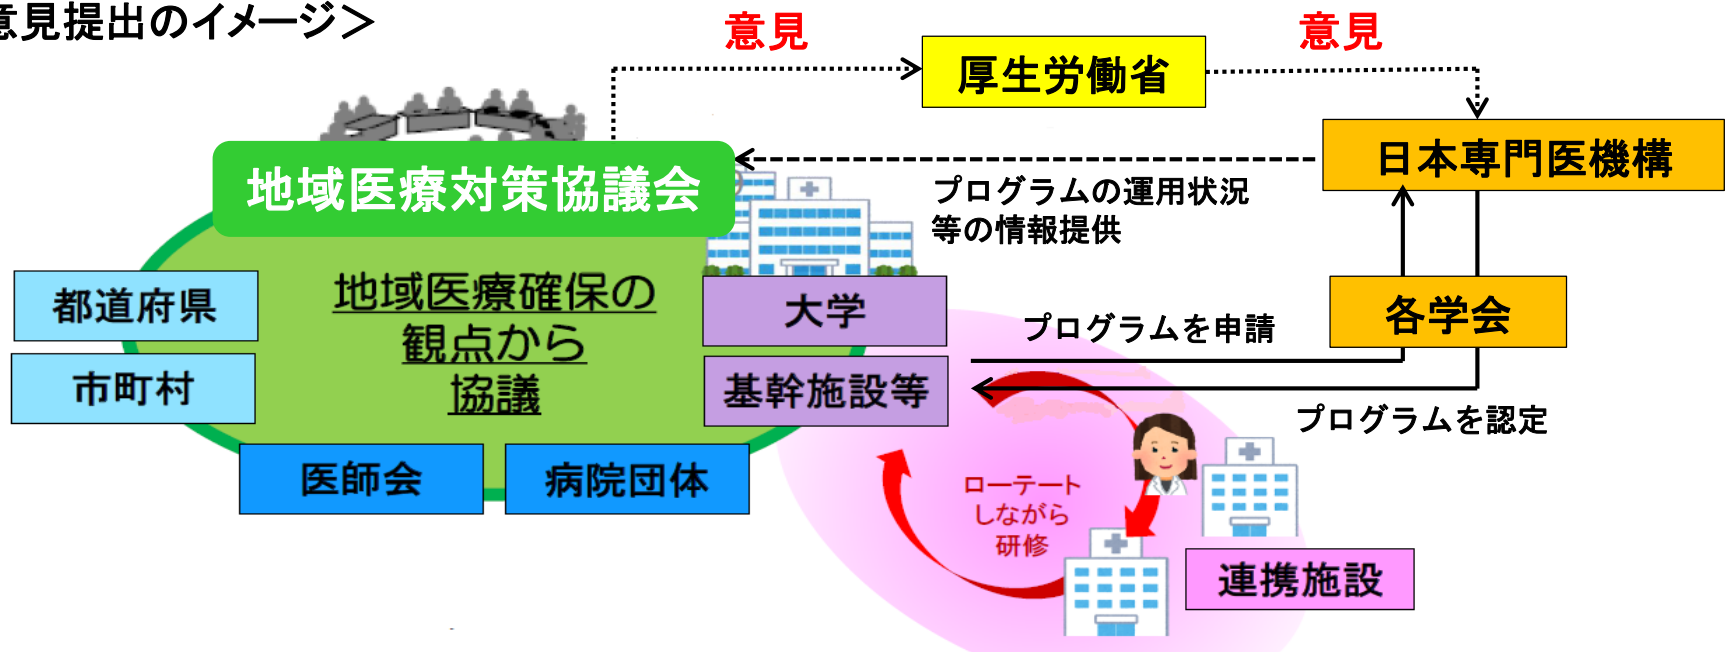 意見提出のイメージ＞
意見
意見
厚生労働省
日本専門医機構
地域医療対策協議会
プログラムの運用状況
等の情報提供
都道府県
市町村
地域医療確保の
観点から
協議
大学
基幹施設等
医師会
病院団体
各学会
プログラムを申請
プログラムを認定
ローテート
しながら
研修
連携施設